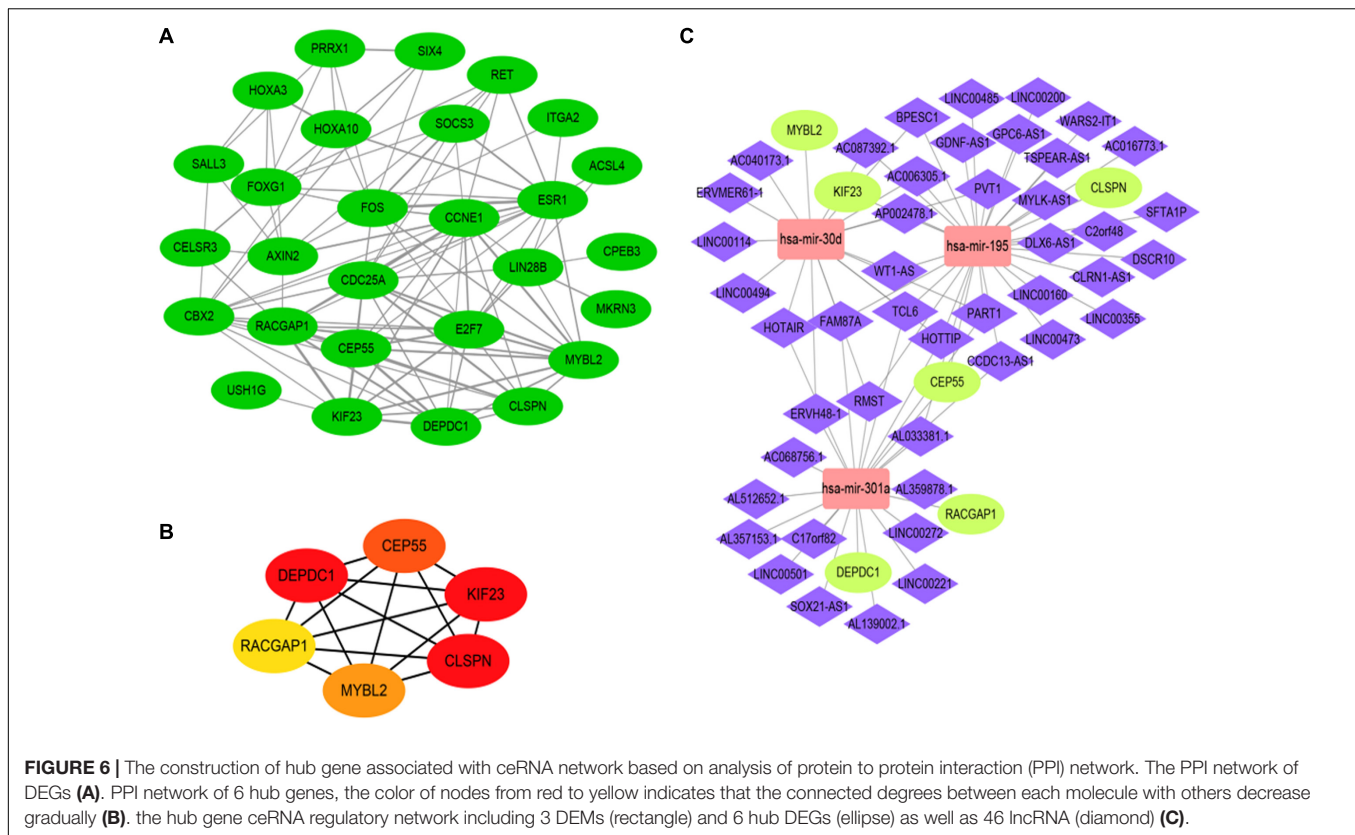 A
PRRX1
SIX4
RET
HOXA3
ITGA2
HOXA10
SOCS3
SALL3
ACSL4
FOXG1
FOS
CCNE1
ESR1
CELSR3
AXIN2
LIN28B
CPEB3
CDC25A
MKRN3
CBX2
RACGAP1
E2F7
CEP55
MYBL2
USH1G
KIF23
DEPDC1
CLSPN
B
CEP55
DEPDC1
KIF23
RACGAP1
CLSPN
MYBL2
C
LINC00485
LINC00200
MYBL2
BPESC1
WARS2-IT1
GPC6-AS1
GDNF-AS1
AC087392.1
AC016773.1
AC040173.1
TSPEAR-AS1
AC006305.1
ERVMER61-1
KIF23
PVT1
CLSPN
MYLK-AS1
AP002478.1
SFTA1P
C2orf48
LINC00114
hsa-mir-30d
hsa-mir-195
DLX6-AS1
DSCR10
WT1-AS
CLRN1-AS1
LINC00494
LINC00160
TCL6
PART1
LINC00355
HOTAIR
FAM87A
HOTTIP
LINC00473
CCDC13-AS1
CEP55
RMST
ERVH48-1
AL033381.1
AC068756.1
hsa-mir-301a
AL359878.1
AL512652.1
RACGAP1
AL357153.1
C17orf82
LINC00272
LINC00501
DEPDC1
LINC00221
SOX21-AS1
AL139002.1
FIGURE 6 | The construction of hub gene associated with ceRNA network based on analysis of protein to protein interaction (PPI) network. The PPI network of
DEGs (A). PPI network of 6 hub genes, the color of nodes from red to yellow indicates that the connected degrees between each molecule with others decrease
gradually (B). the hub gene ceRNA regulatory network including 3 DEMs (rectangle) and 6 hub DEGs (ellipse) as well as 46 lncRNA (diamond) (C).